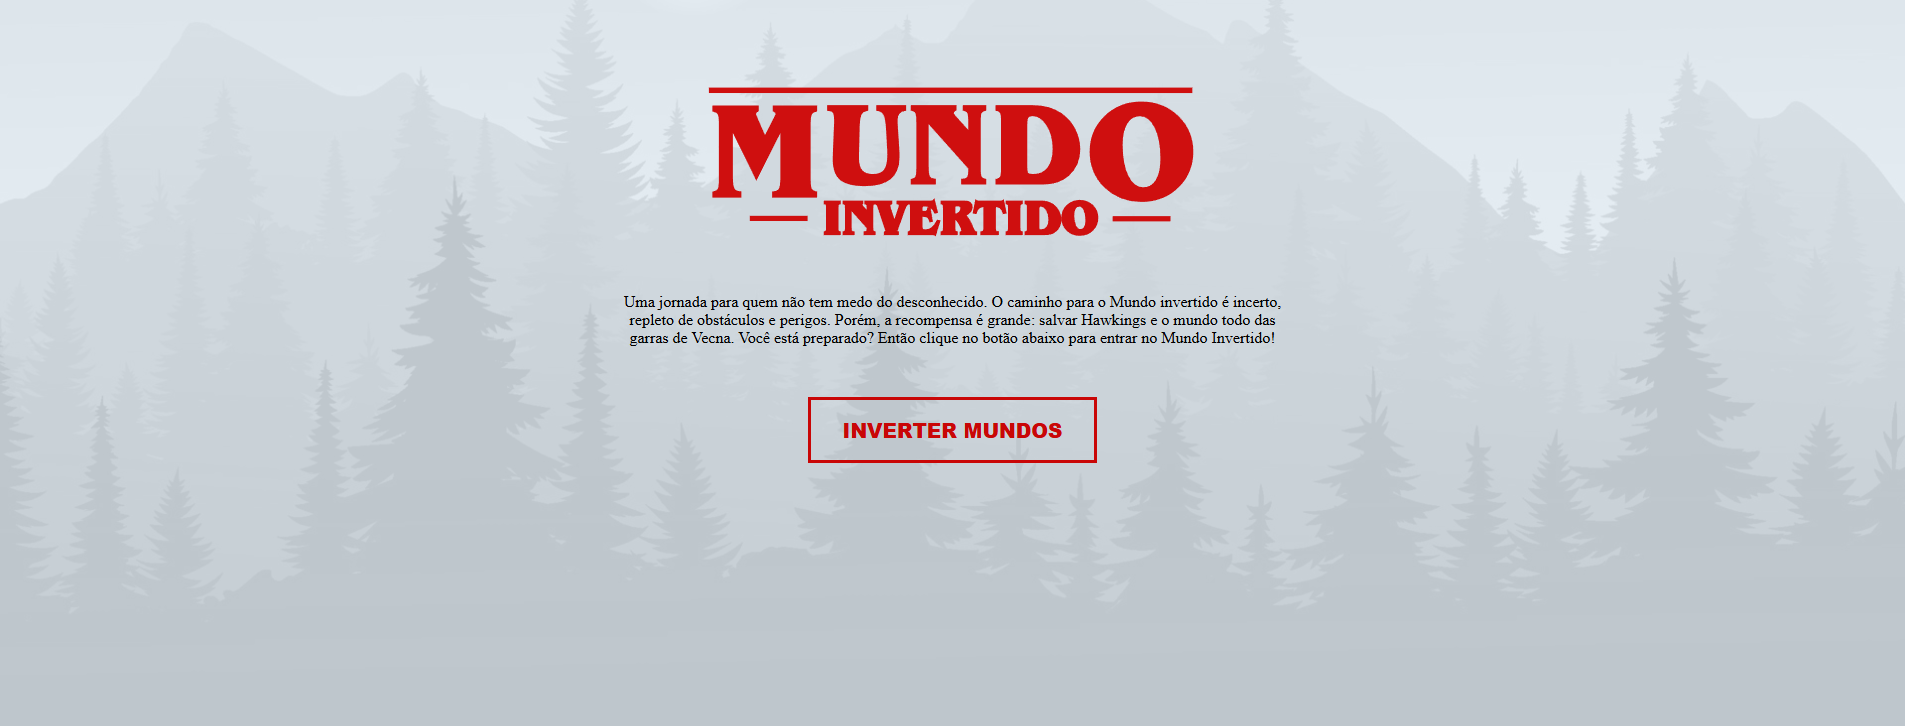 MUNDO
INVERTIDO
Uma jornada para quem não tem medo do desconhecido. O caminho para o Mundo invertido é incerto,
repleto de obstáculos e perigos. Porém, a recompensa é grande: salvar Hawkings e o mundo todo das
garras de Vecna. Você está preparado? Então clique no botão abaixo para entrar no Mundo Invertido!
INVERTER MUNDOS